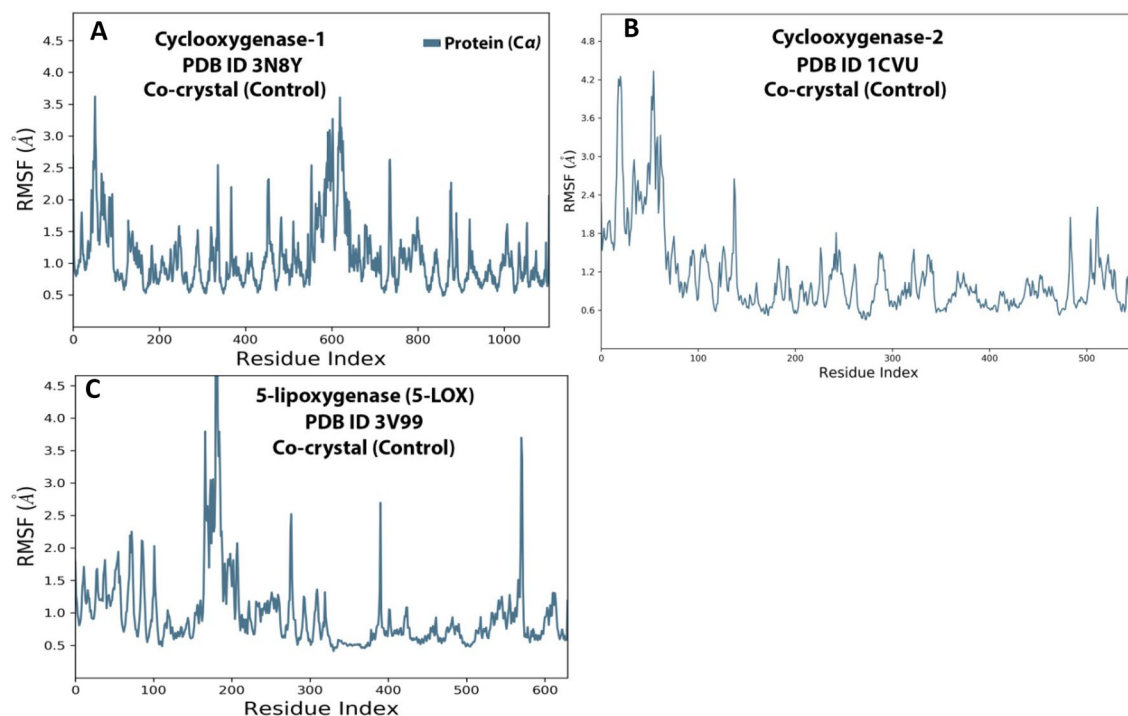 A
Cyclooxygenase-1
PDB ID 3N8Y
Co-crystal (Control)
Protein (Cα)
RMSF (Å)
4.5
4.0
3.5
3.0
2.5
2.0
1.5
1.0
0.5
0 200 400 600 800 1000
Residue Index
B
Cyclooxygenase-2
PDB ID 1CVU
Co-crystal (Control)
RMSF (Å)
4.8
4.2
3.6
3.0
2.4
1.8
1.2
0.6
0 100 200 300 400 500
Residue Index
C
5-lipoxygenase (5-LOX)
PDB ID 3V99
Co-crystal (Control)
RMSF (Å)
4.5
4.0
3.5
3.0
2.5
2.0
1.5
1.0
0.5
0 100 200 300 400 500 600
Residue Index